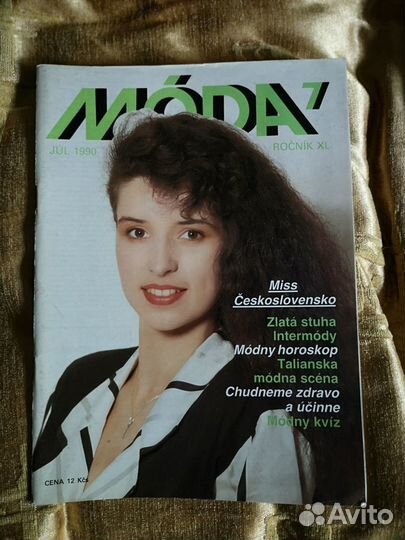 MÓDA 7
JÚL 1990
ROČNÍK XL
Miss
Československo
Zlatá stuha
Intermódy
Módny horoskop
Talianska
módna scéna
Chudneme zdravo
a účinne
Módny kvíz
CENA 12 Kčs
Avito